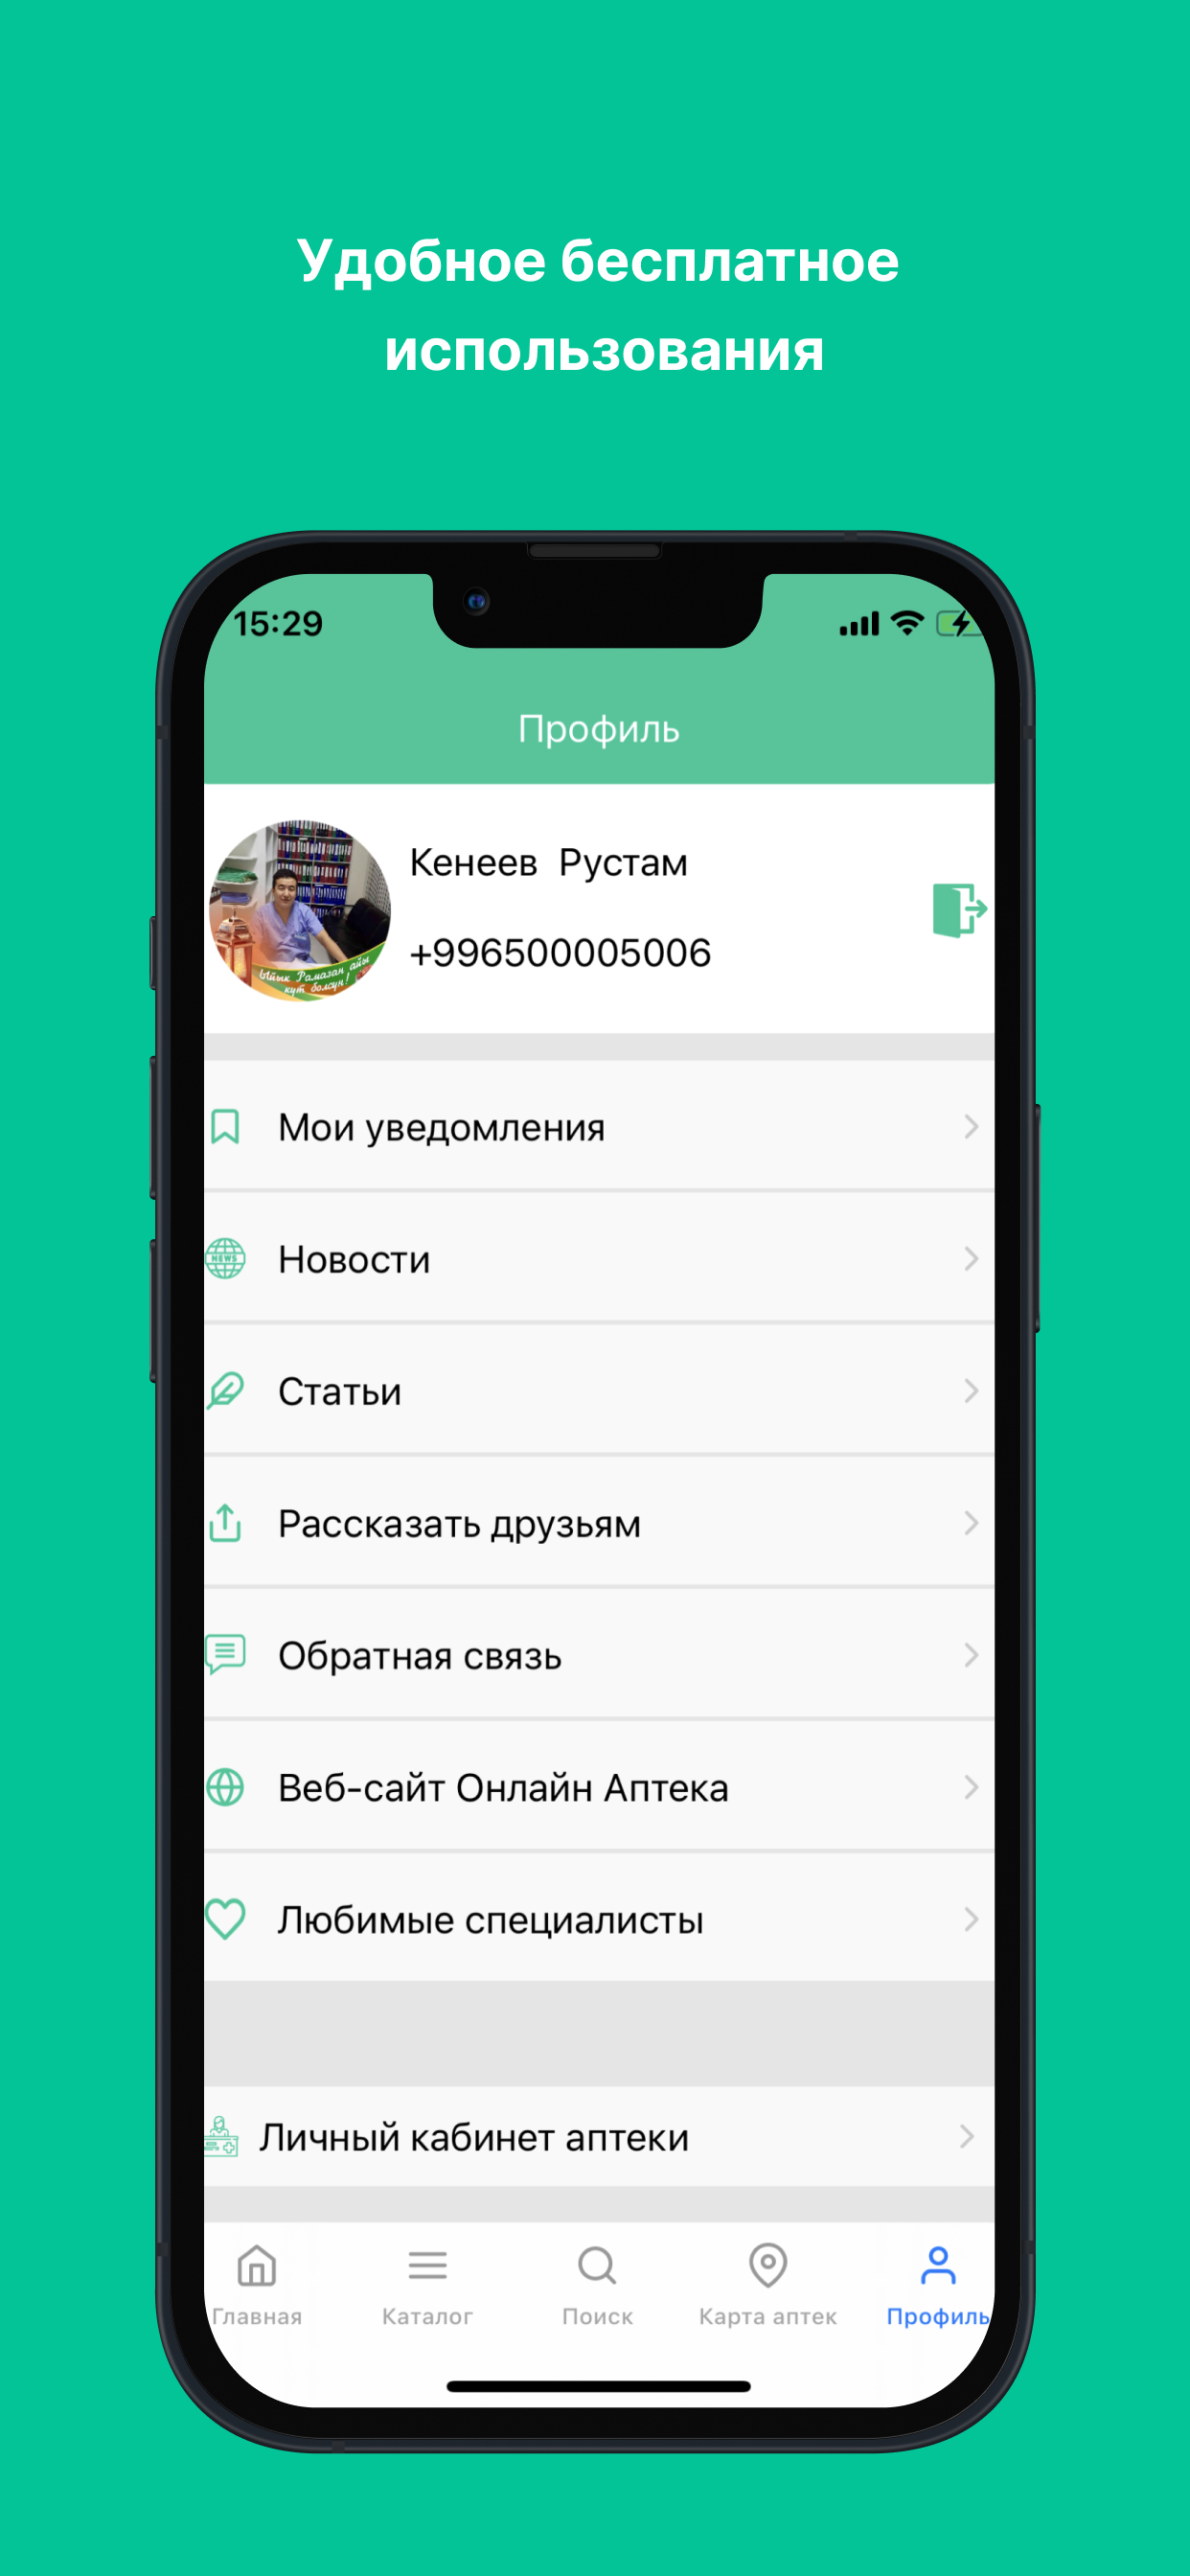 Удобное бесплатное
использования
15:29
Профиль
Кенеев Рустам
+996500005006
Ыйык Рамазан айы
кут болсун!
Мои уведомления
NEWS
Новости
Статьи
Рассказать друзьям
Обратная связь
Веб-сайт Онлайн Аптека
Любимые специалисты
Личный кабинет аптеки
Главная
Каталог
Поиск
Карта аптек
Профиль